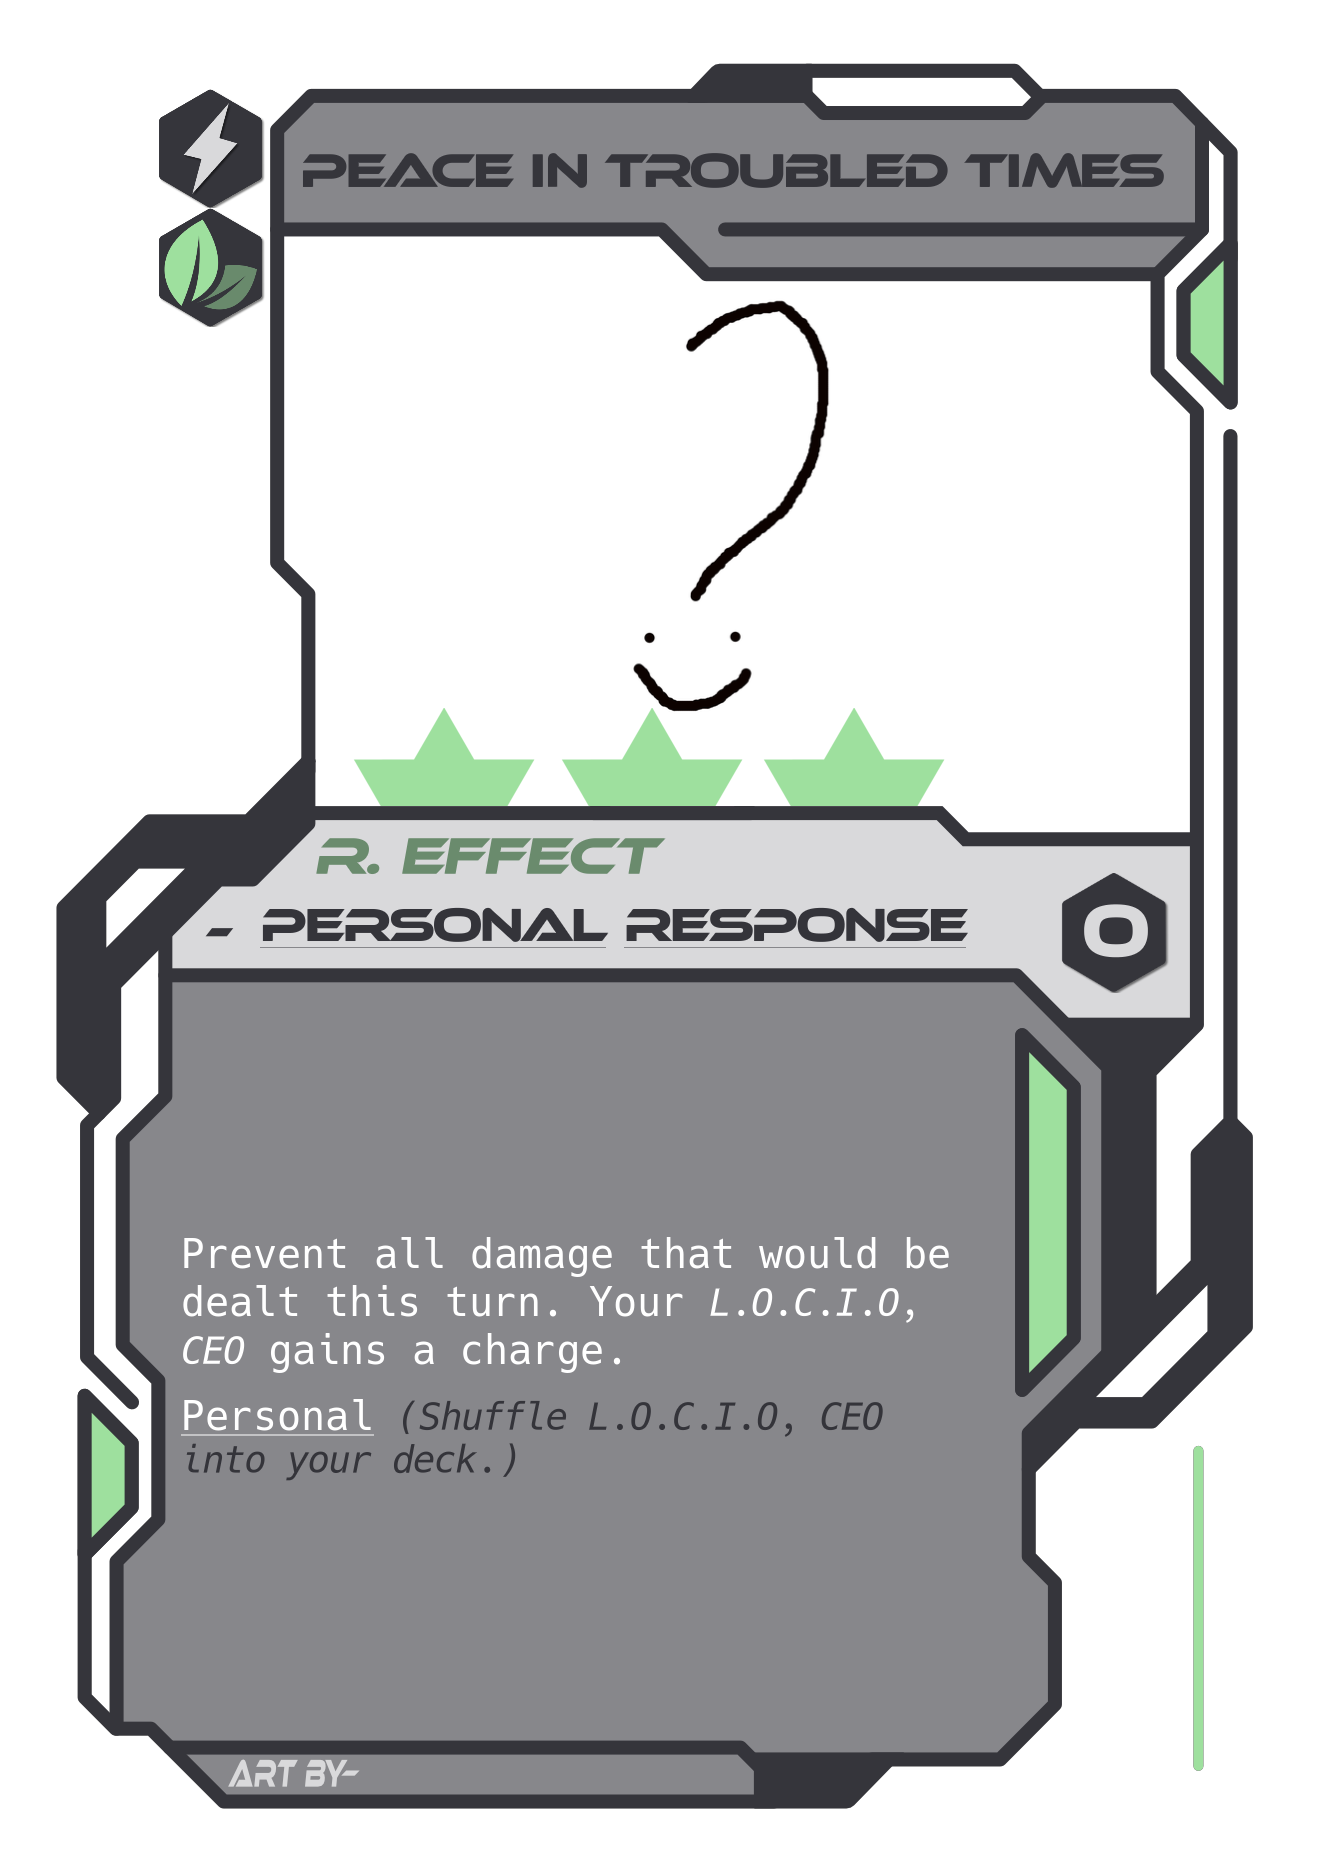 PEACE IN TROUBLED TIMES
?
R. EFFECT
- PERSONAL RESPONSE
0
Prevent all damage that would be
dealt this turn. Your L.O.C.I.O,
CEO gains a charge.
Personal (Shuffle L.O.C.I.O, CEO
into your deck.)
ART BY-